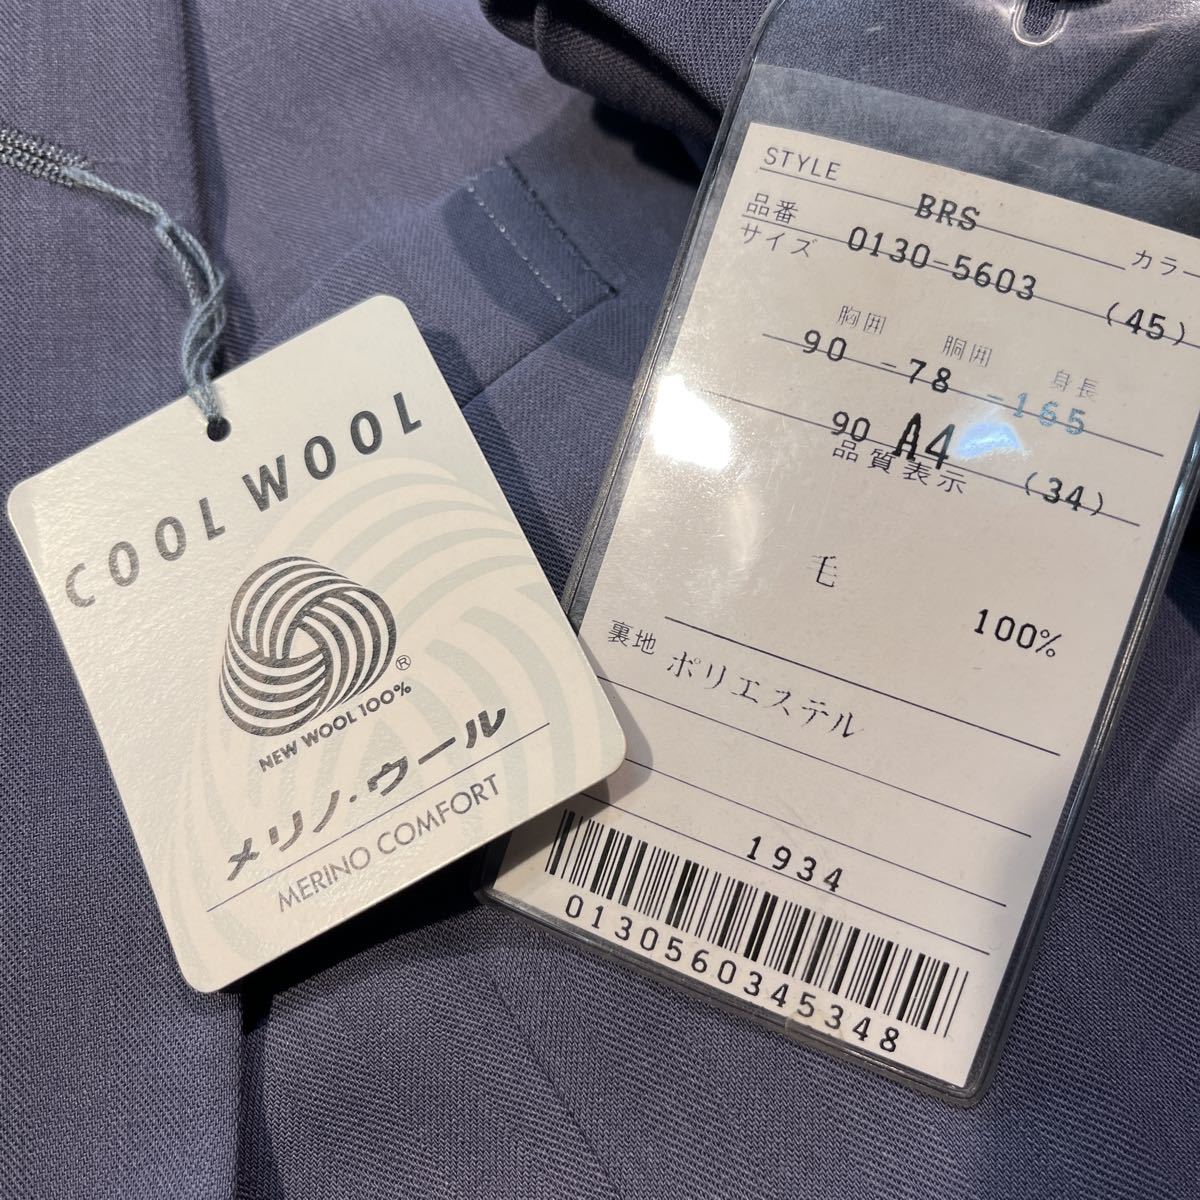 COOL WOOL
®
NEW WOOL 100%
メリノ・ウール
MERINO COMFORT
STYLE
BRS
品番
カラー
サイズ
0130-5603
(45)
胸囲
胴囲
身長
90-78-165
90 A4
(34)
品質表示
毛
100%
裏地
ポリエステル
1934
0130560345348